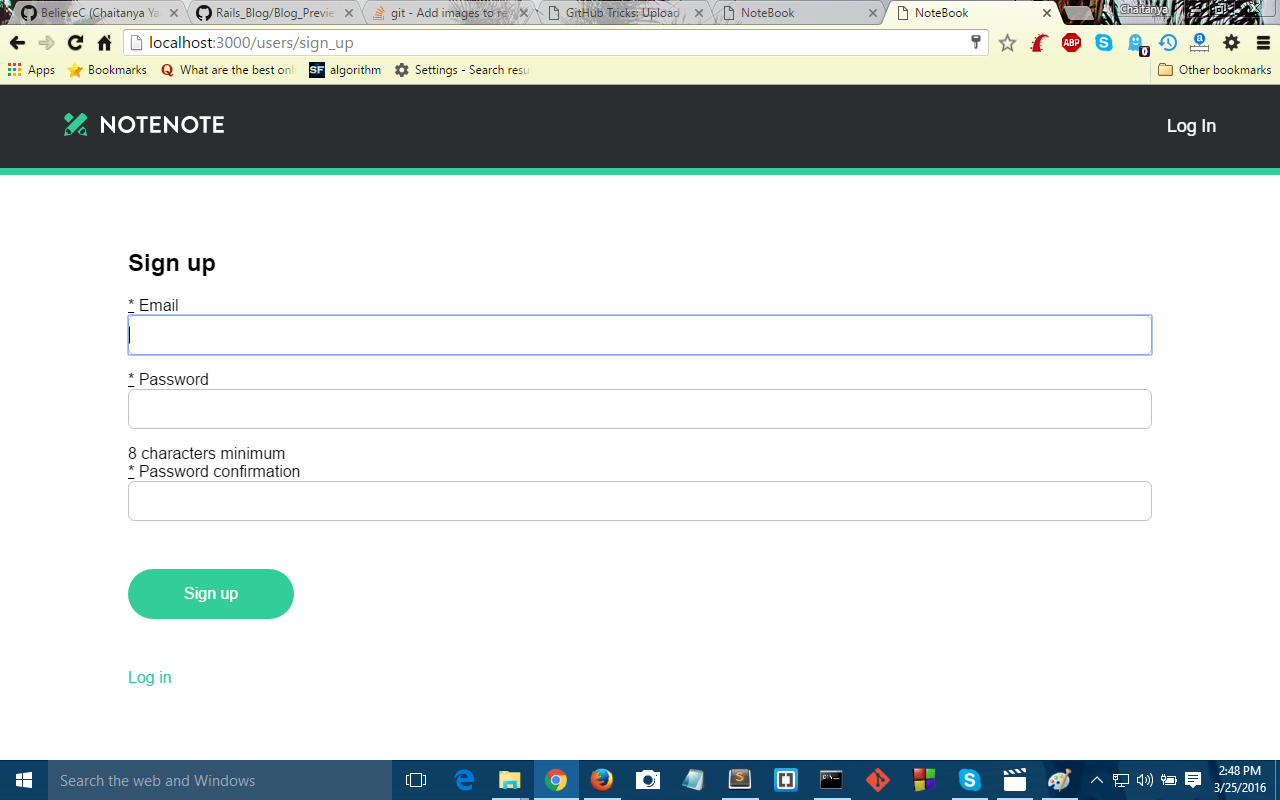 BelieveC (Chaitanya Ya
Rails_Blog/Blog_Previe
git - Add images to re
GitHub Tricks: Upload
NoteBook
NoteBook
Chaitanya
localhost:3000/users/sign_up
ABP
a
0
Apps
Bookmarks
Q What are the best onl
SF algorithm
Settings - Search resu
Other bookmarks
NOTENOTE
Log In
Sign up
* Email
* Password
8 characters minimum
* Password confirmation
Sign up
Log in
Search the web and Windows
2:48 PM
3/25/2016